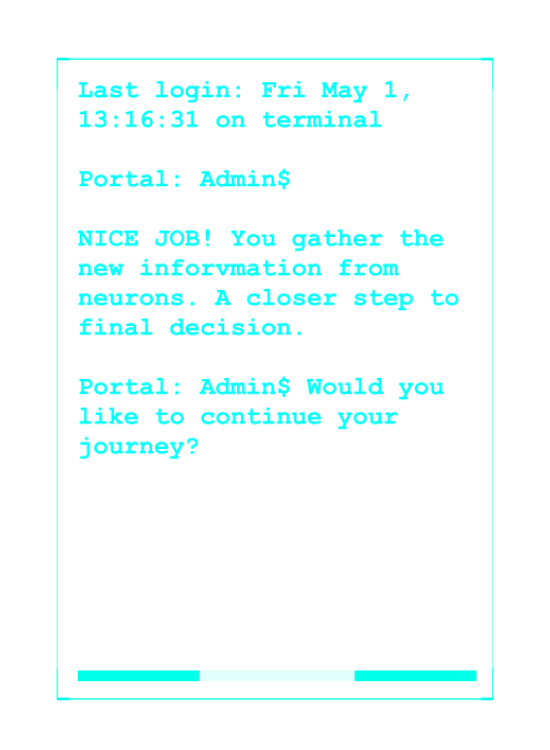 Last login: Fri May 1,
13:16:31 on terminal
Portal: Admin$
NICE JOB! You gather the
new inforvmation from
neurons. A closer step to
final decision.
Portal: Admin$ Would you
like to continue your
journey?